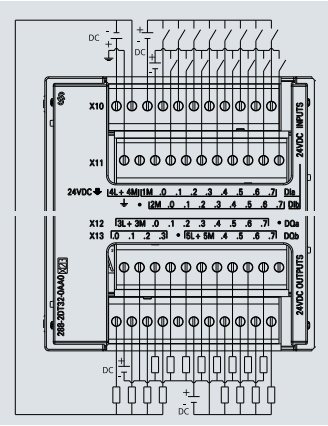 DC - +
- DC +
+ -
X10
24VDC INPUTS
X11
24VDC 4L+ 4M 1M .0 .1 .2 .3 .4 .5 .6 .7 DIa
• 2M .0 .1 .2 .3 .4 .5 .6 .7 DIb
X12 3L+ 3M .0 .1 .2 .3 .4 .5 .6 .7 • DQa
X13 .0 .1 .2 .3 • 5L+ 5M .4 .5 .6 .7 DQb
288-2DT32-0AA0
24VDC OUTPUTS
DC + -
DC + -